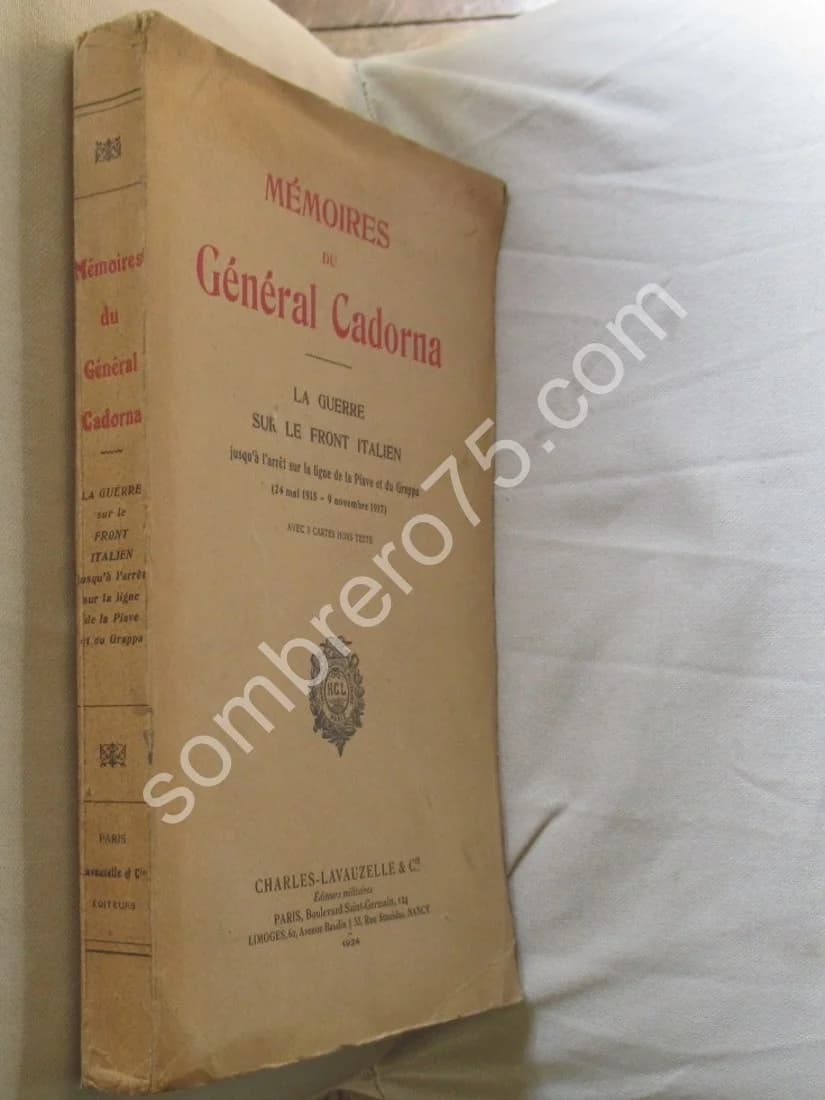 Mémoires
du
Général
Cadorna
LA GUERRE
sur le
FRONT
ITALIEN
jusqu'à l'arrêt
sur la ligne
de la Piave
et du Grappa
PARIS
Lavauzelle & Cie
ÉDITEURS
MÉMOIRES
DU
Général Cadorna
LA GUERRE
SUR LE FRONT ITALIEN
jusqu'à l'arrêt sur la ligne de la Piave et du Grappa
(24 mai 1915 - 9 novembre 1917)
AVEC 3 CARTES HORS TEXTE
H.C.L
CHARLES-LAVAUZELLE & Cie
Éditeurs militaires
PARIS, Boulevard Saint-Germain, 124
LIMOGES, 62, Avenue Baudin | 53, Rue Stanislas, NANCY
1924
sombrero75.com